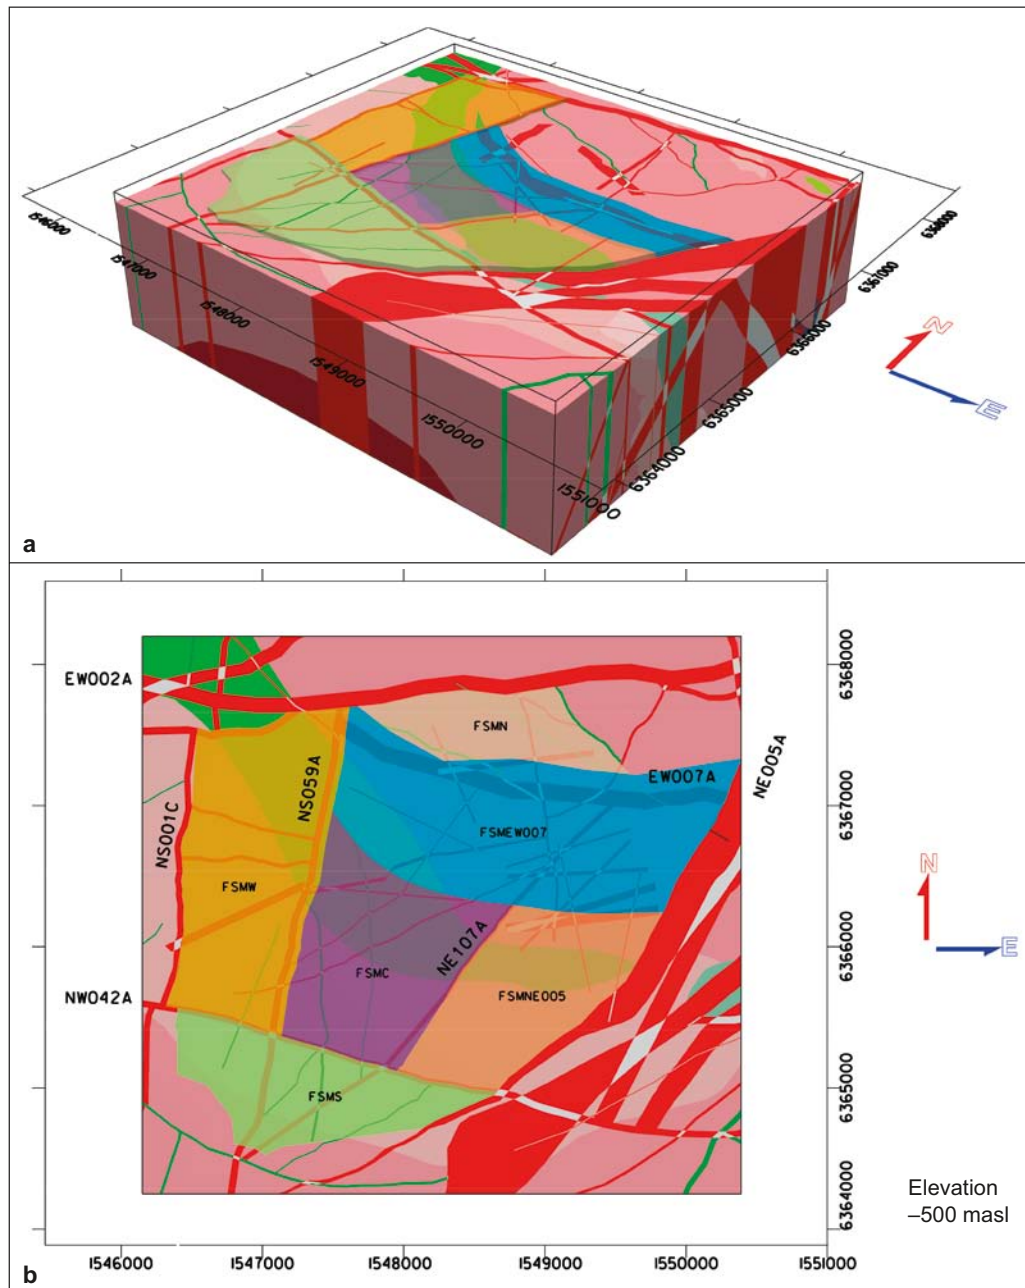 1546000
1547000
1548000
1549000
1550000
1551000
6364000
6365000
6366000
6367000
6368000
N
E
a
EW002A
NW042A
NS001C
NS059A
EW007A
NE005A
NE107A
FSMN
FSMEW007
FSMW
FSMC
FSMNE005
FSMS
6368000
6367000
6366000
6365000
6364000
N
E
Elevation
–500 masl
1546000
1547000
1548000
1549000
1550000
1551000
b